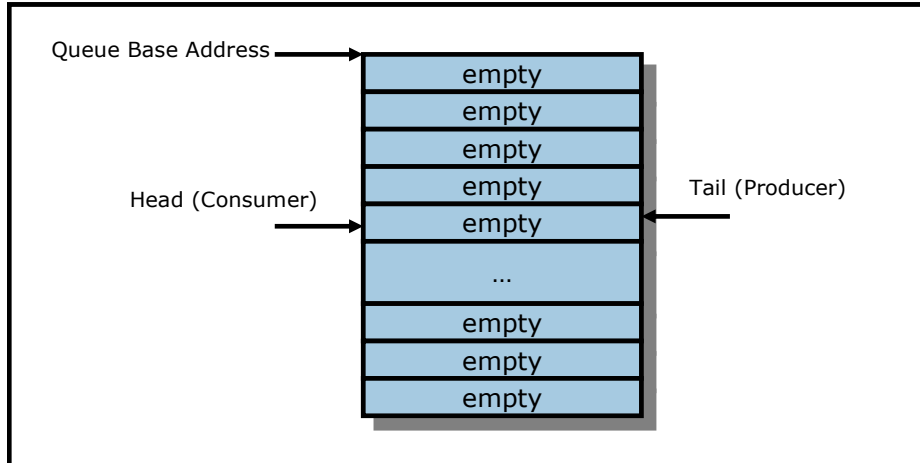 Queue Base Address
empty
empty
empty
empty
Head (Consumer)
Tail (Producer)
empty
...
empty
empty
empty